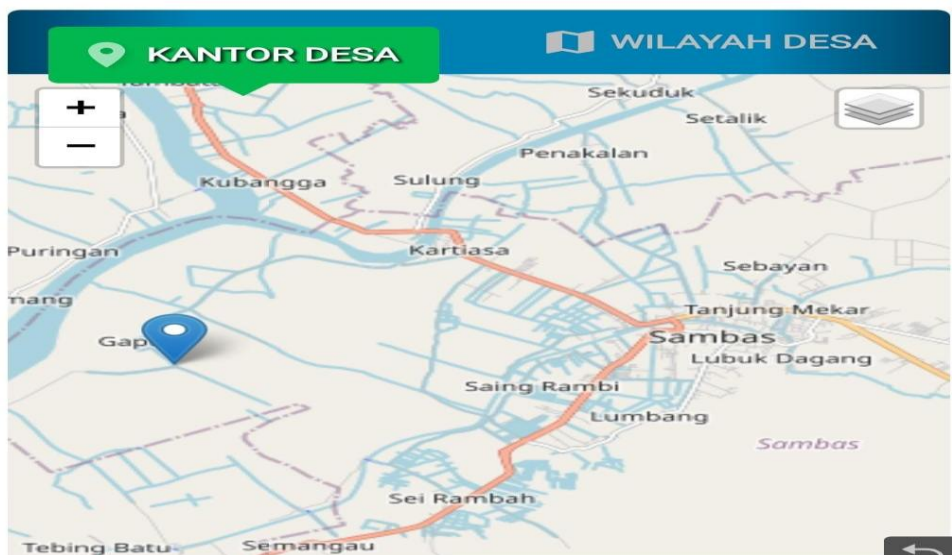 KANTOR DESA
WILAYAH DESA
+
−
Sekuduk
Setalik
Penakalan
Kubangga
Sulung
Puringan
Kartiasa
Sebayan
Tanjung Mekar
Gap
Sambas
Lubuk Dagang
Saing Rambi
Lumbang
Sambas
Sei Rambah
Tebing Batu
Semangau